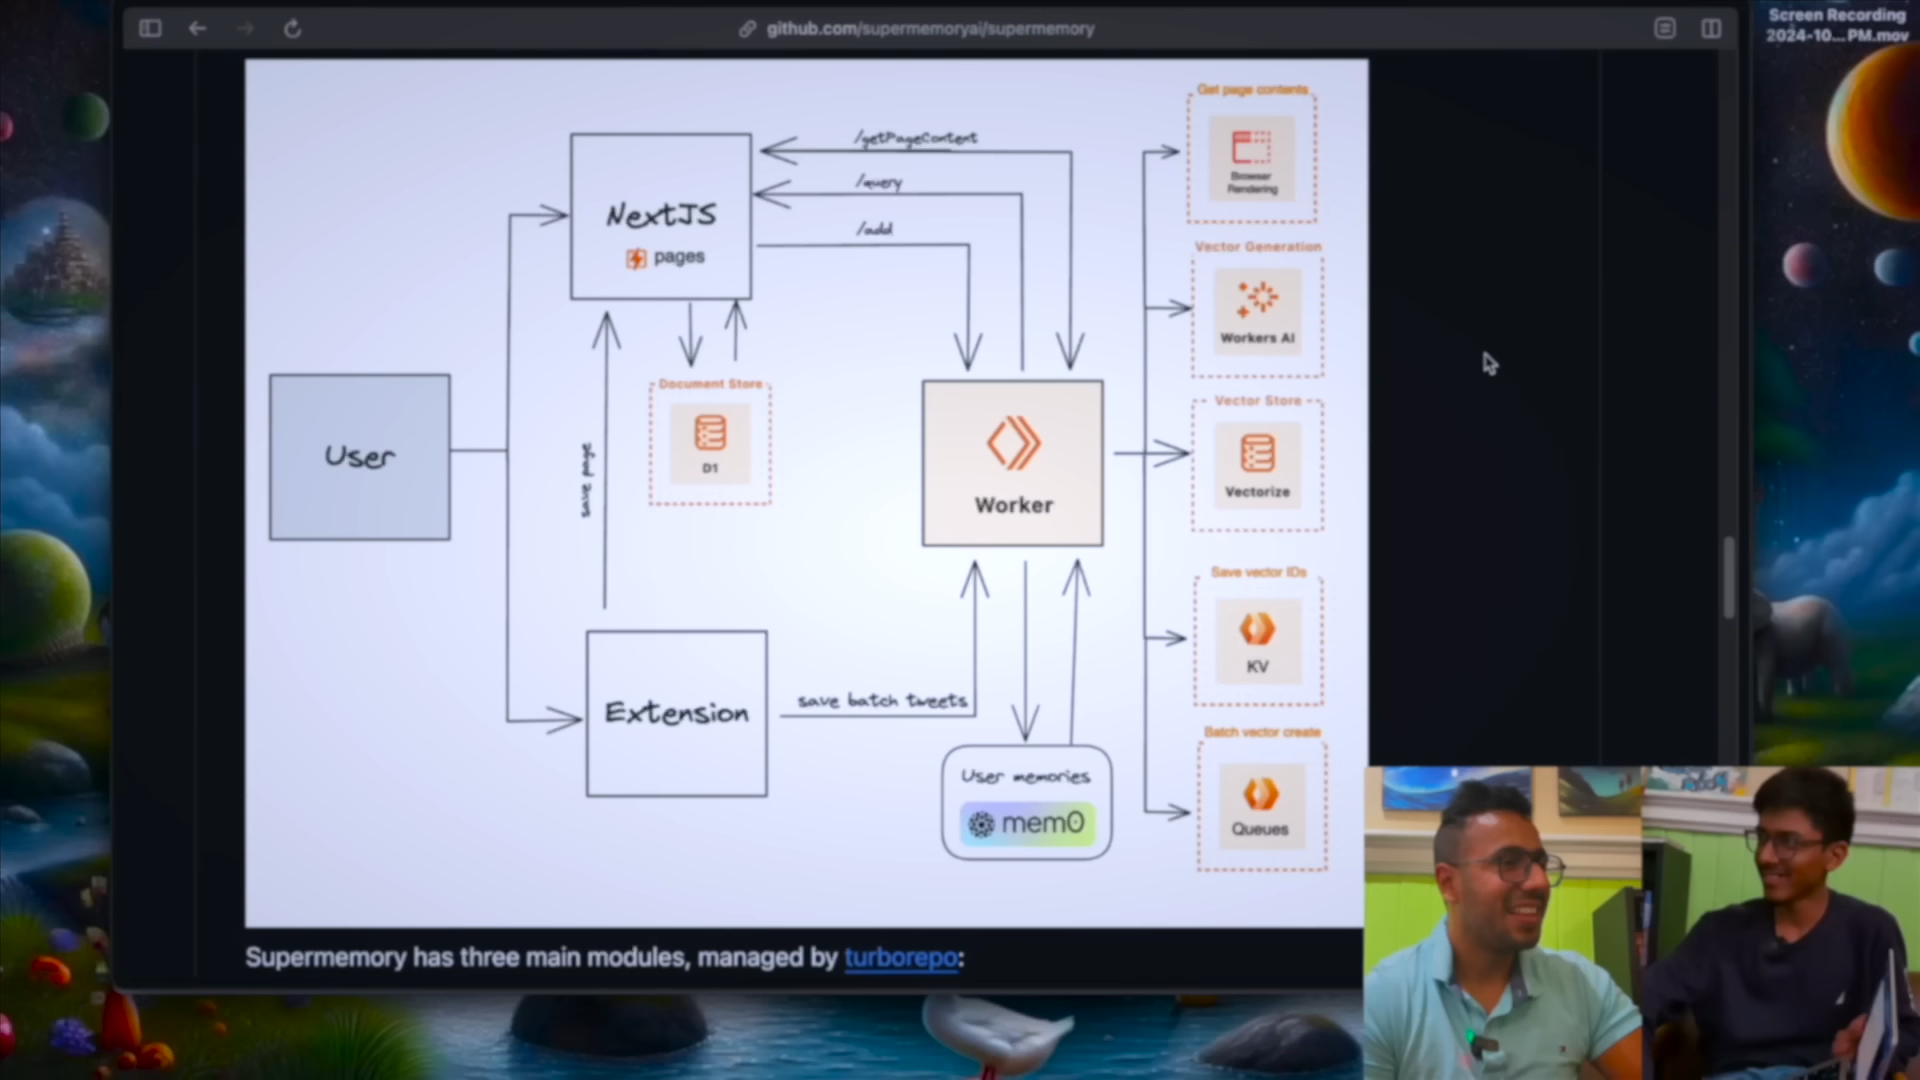 github.com/supermemoryai/supermemory
Screen Recording
2024-10...PM.mov
Get page contents
Browser
Rendering
/getPageContent
/query
/add
NextJS
pages
Vector Generation
Workers AI
Document Store
D1
User
save page
Worker
Vector Store
Vectorize
Save vector IDs
KV
Extension
save batch tweets
Batch vector create
Queues
User memories
mem0
Supermemory has three main modules, managed by turborepo: